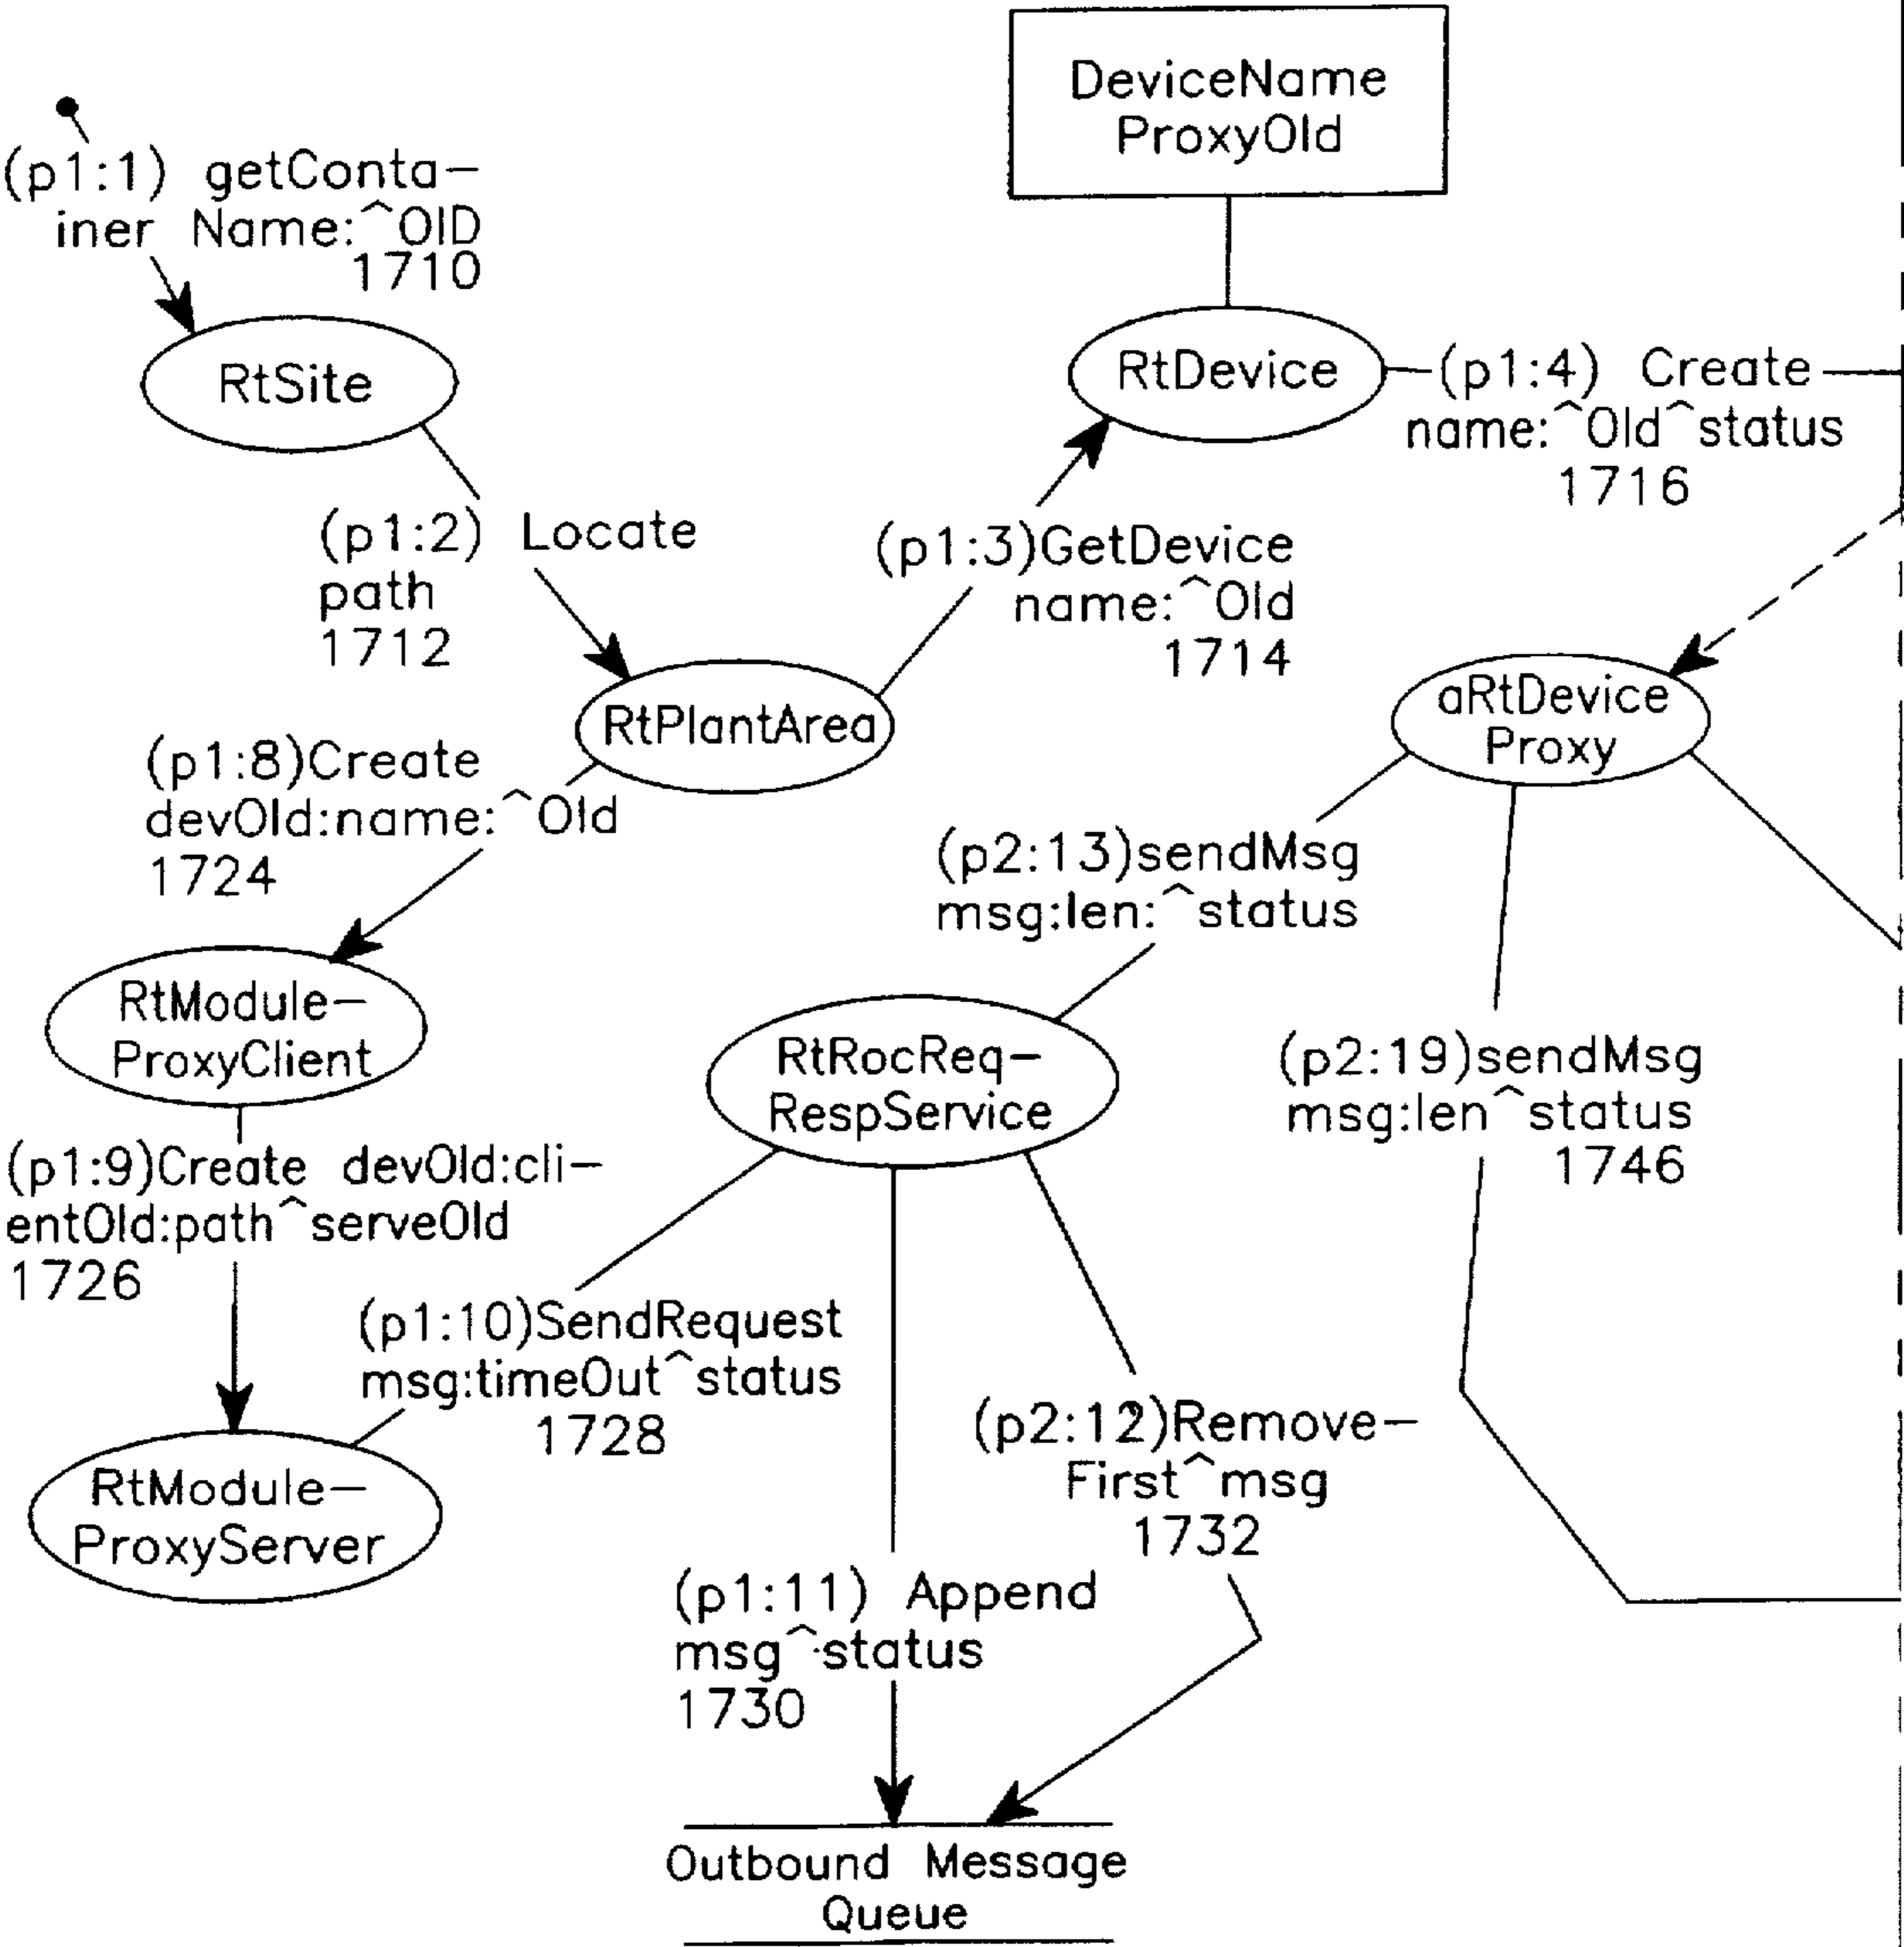 DeviceName
ProxyOld
(p1:1) getConta-
iner Name:^OID
1710
RtSite
RtDevice
(p1:4) Create
name:^Old^status
1716
(p1:2) Locate
path
1712
(p1:3)GetDevice
name:^Old
1714
RtPlantArea
aRtDevice
Proxy
(p1:8)Create
devOld:name:^Old
1724
(p2:13)sendMsg
msg:len:^status
RtModule-
ProxyClient
RtRocReq-
RespService
(p2:19)sendMsg
msg:len^status
1746
(p1:9)Create devOld:cli-
entOld:path^serveOld
1726
(p1:10)SendRequest
msg:timeOut^status
1728
(p2:12)Remove-
First^msg
1732
RtModule-
ProxyServer
(p1:11) Append
msg^status
1730
Outbound Message
Queue